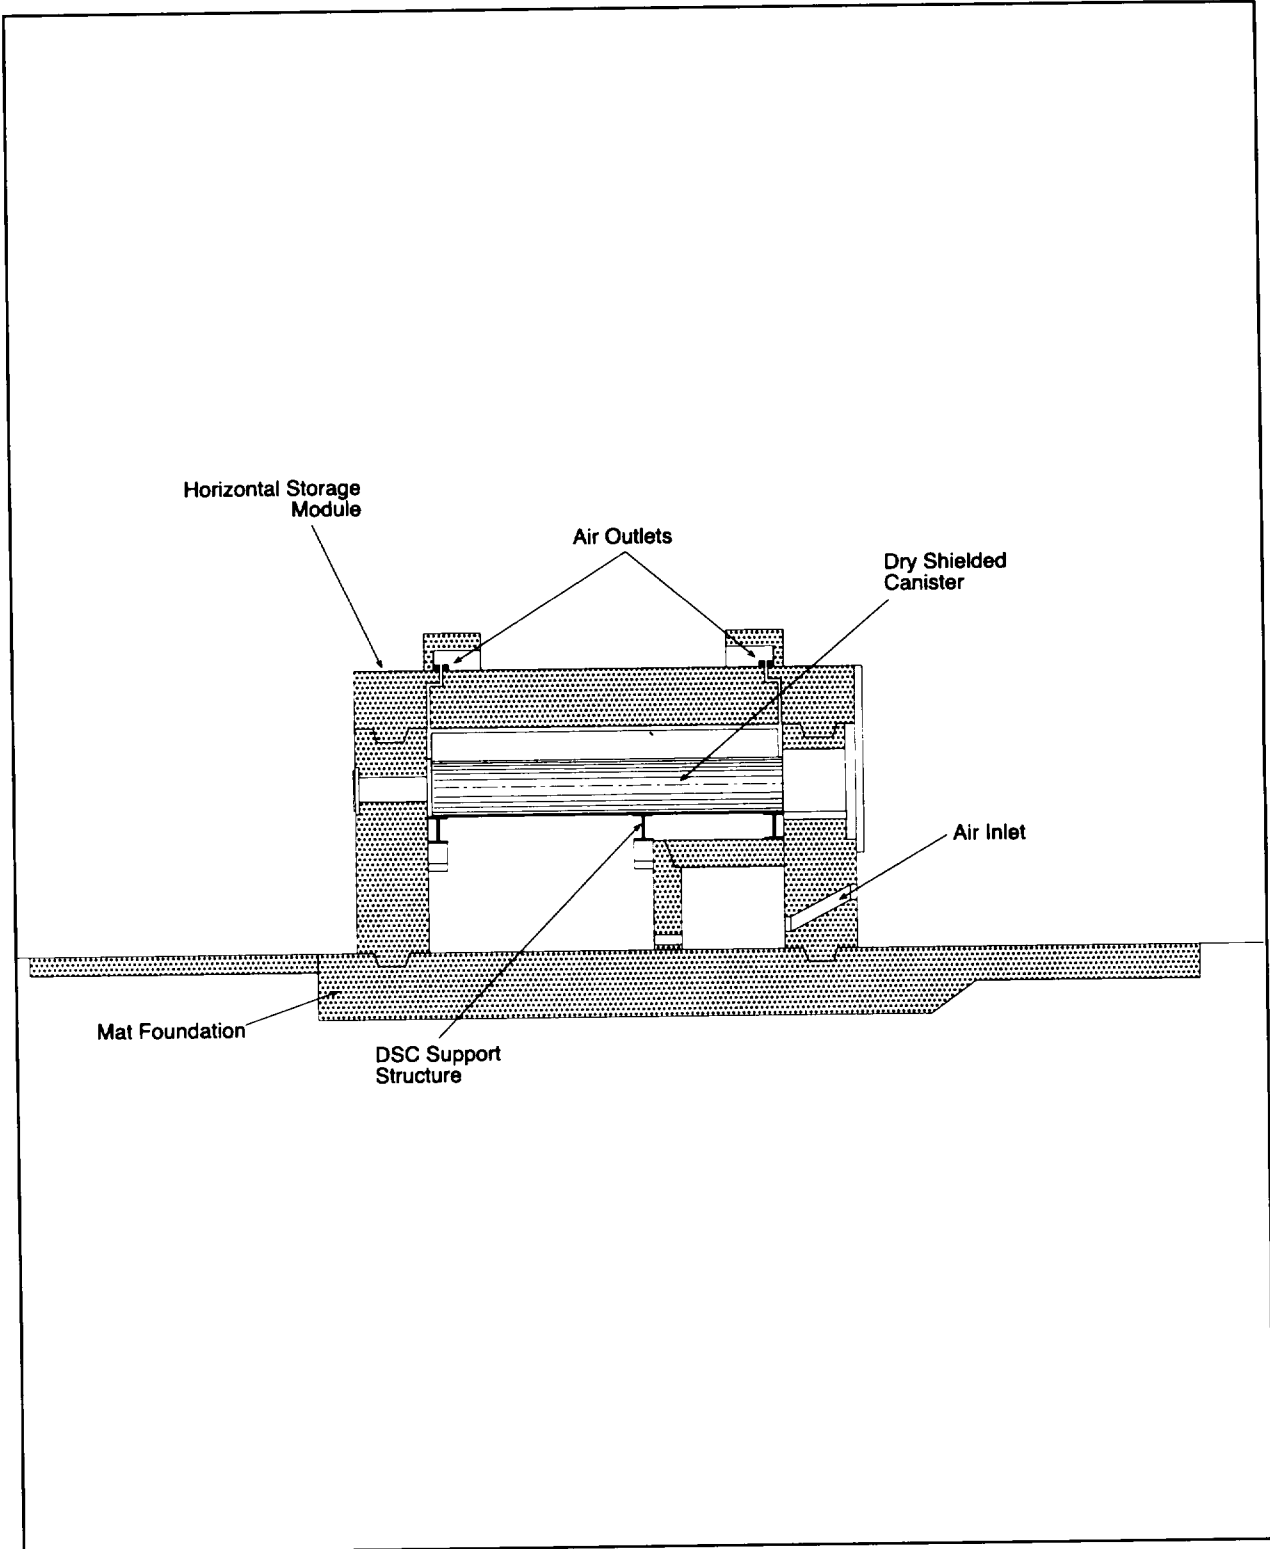 Horizontal Storage
Module
Air Outlets
Dry Shielded
Canister
Air Inlet
Mat Foundation
DSC Support
Structure